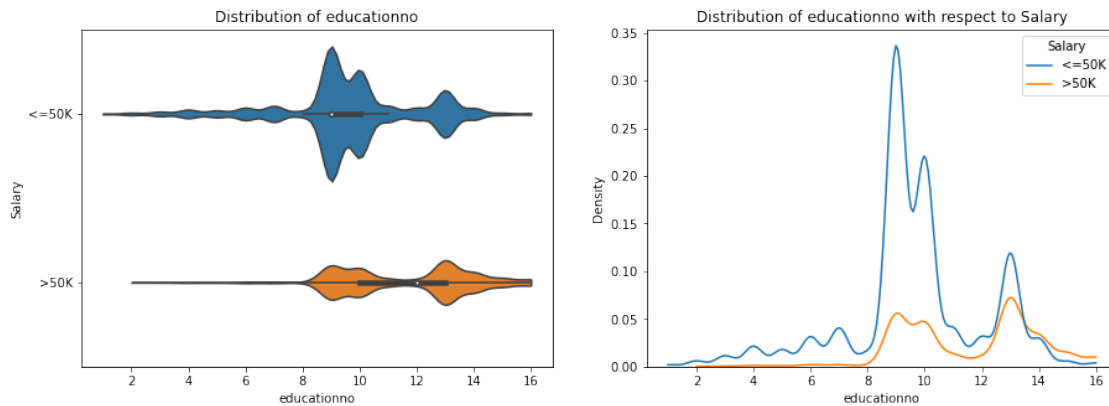 Distribution of educationno
<=50K
>50K
Salary
2 4 6 8 10 12 14 16
educationno
Distribution of educationno with respect to Salary
Salary
<=50K
>50K
0.35
0.30
0.25
0.20
0.15
0.10
0.05
0.00
Density
2 4 6 8 10 12 14 16
educationno